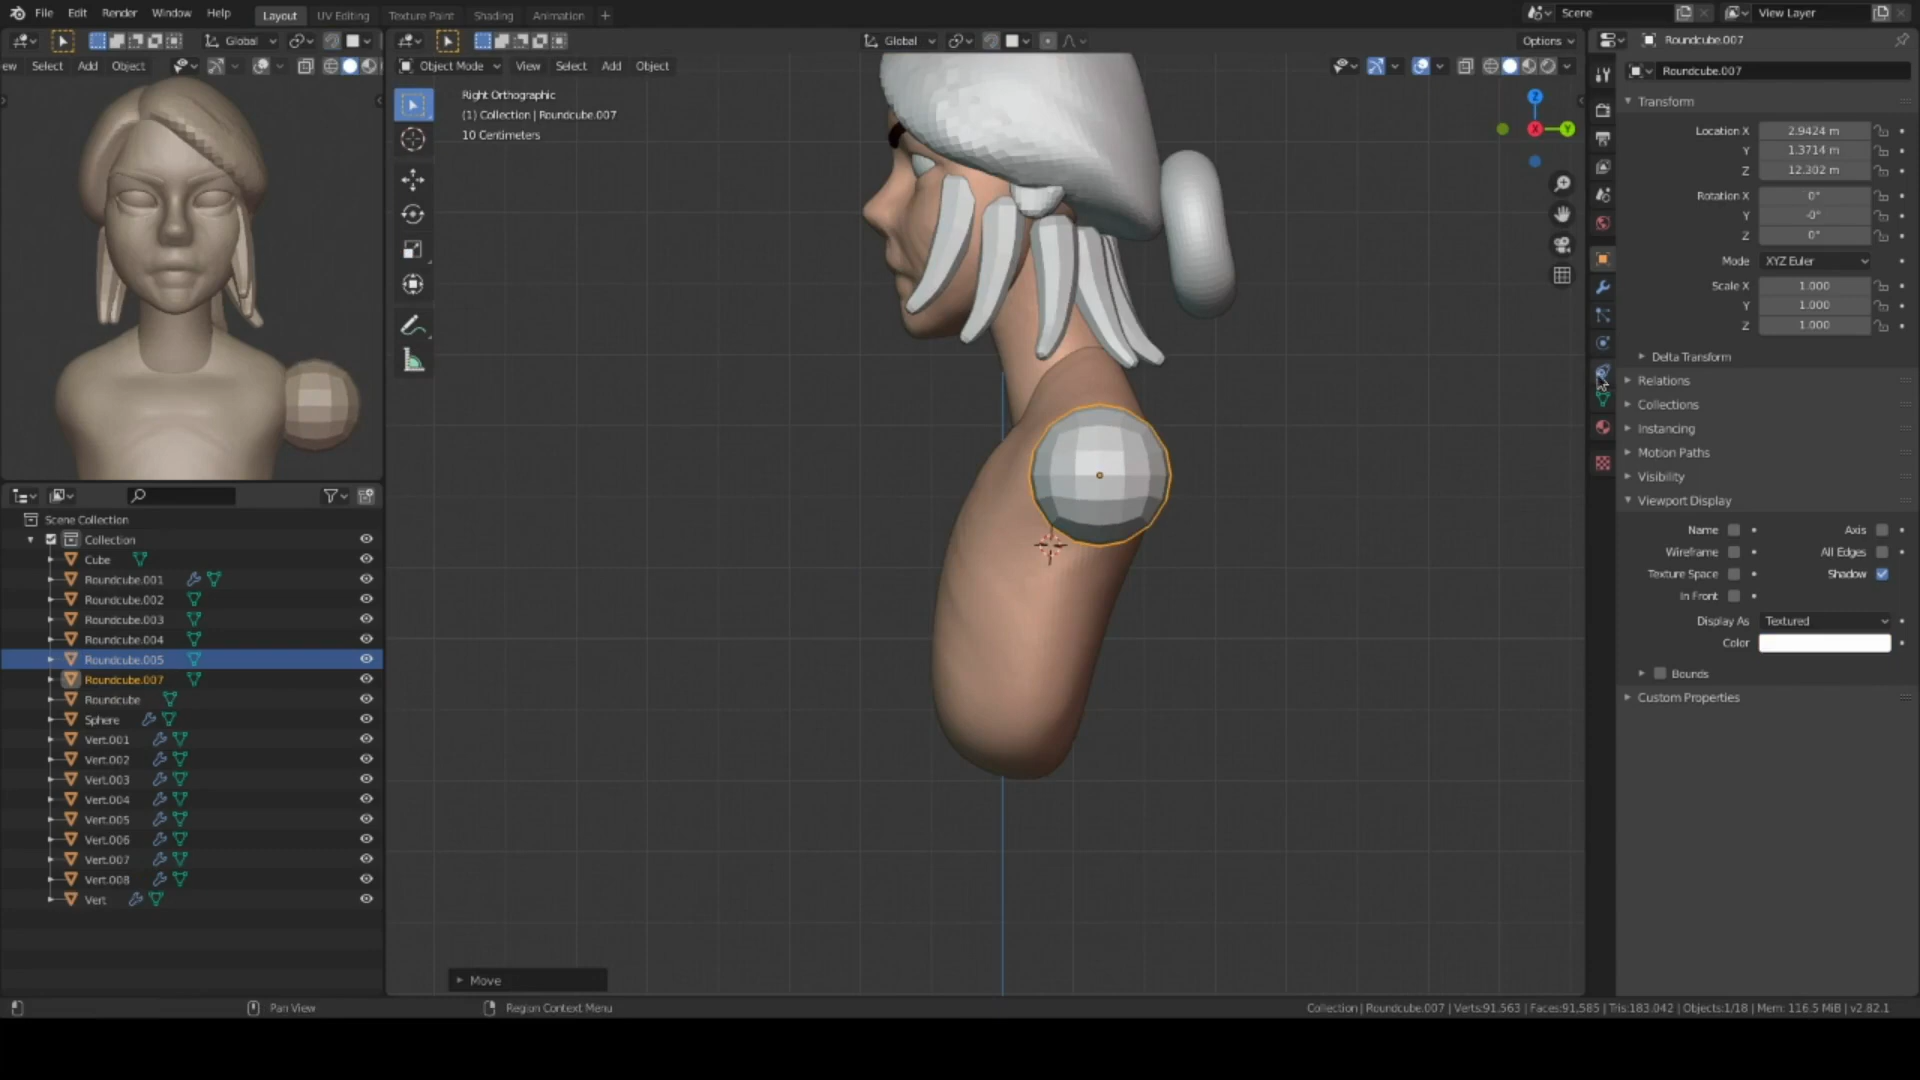 File Edit Render Window Help Layout UV Editing Texture Paint Shading Animation + Scene View Layer
Global Global Options Roundcube.007
ew Select Add Object Object Mode View Select Add Object
Roundcube.007
Right Orthographic
(1) Collection | Roundcube.007
10 Centimeters
Z
X
Y
Transform
Location X 2.9424 m
Y 1.3714 m
Z 12.302 m
Rotation X 0°
Y -0°
Z 0°
Mode XYZ Euler
Scale X 1.000
Y 1.000
Z 1.000
Delta Transform
Relations
Collections
Instancing
Motion Paths
Visibility
Viewport Display
Name Axis
Wireframe All Edges
Texture Space Shadow
In Front
Display As Textured
Color
Bounds
Custom Properties
Scene Collection
Collection
Cube
Roundcube.001
Roundcube.002
Roundcube.003
Roundcube.004
Roundcube.005
Roundcube.007
Roundcube
Sphere
Vert.001
Vert.002
Vert.003
Vert.004
Vert.005
Vert.006
Vert.007
Vert.008
Vert
Move
Pan View Region Context Menu Collection | Roundcube.007 | Verts:91,563 | Faces:91,585 | Tris:183,042 | Objects:1/18 | Mem: 116.5 MiB | v2.82.1